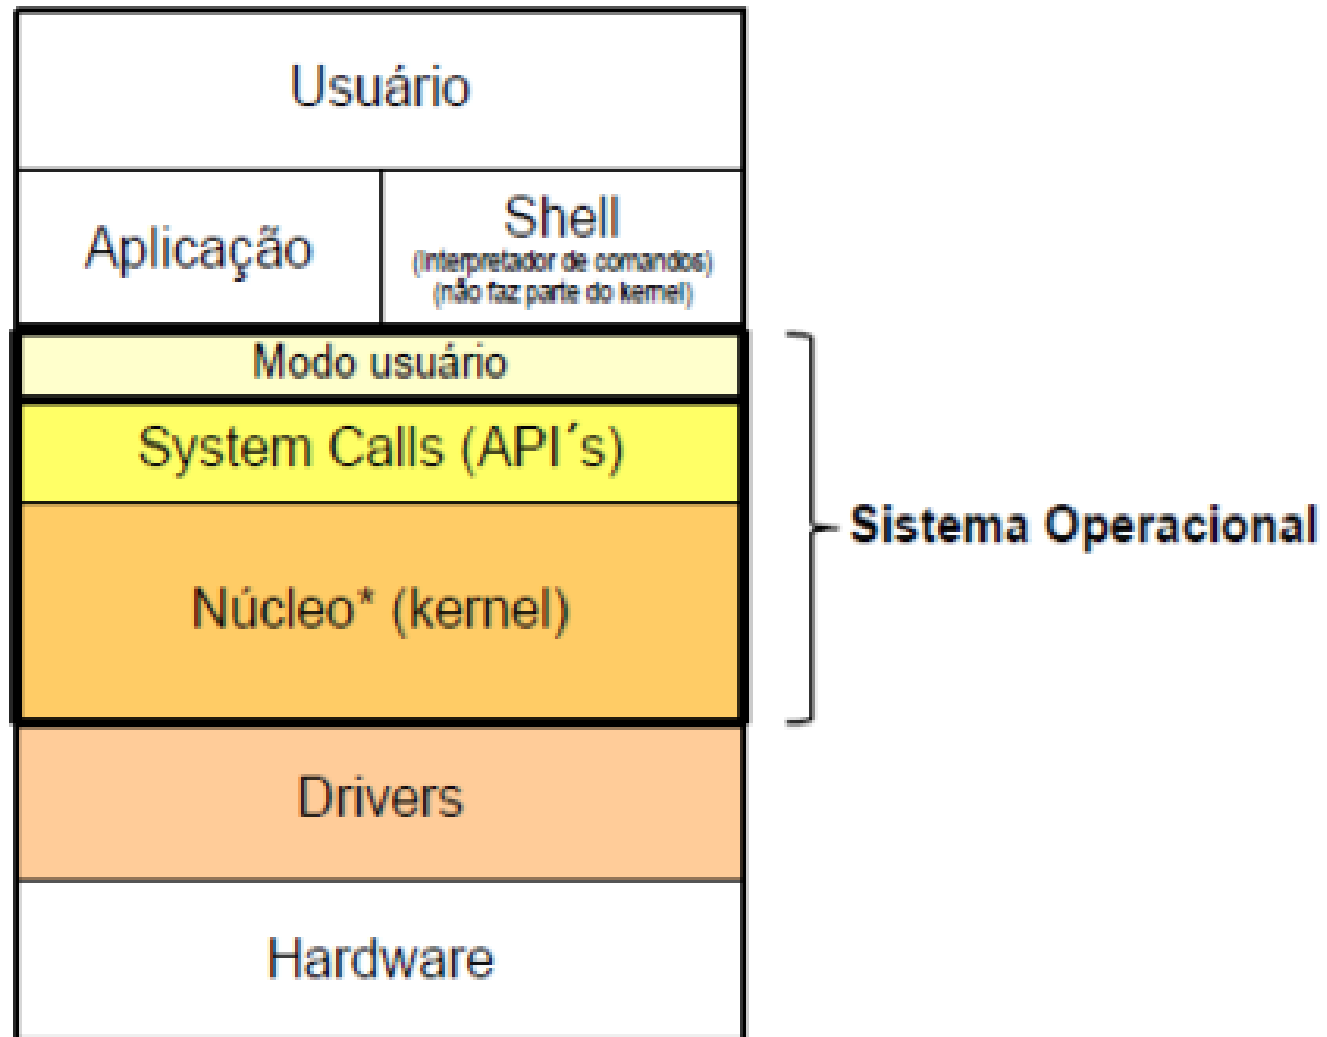 Usuário
Aplicação
Shell
(Interpretador de comandos)
(não faz parte do kernel)
Modo usuário
System Calls (API´s)
Núcleo* (kernel)
Sistema Operacional
Drivers
Hardware